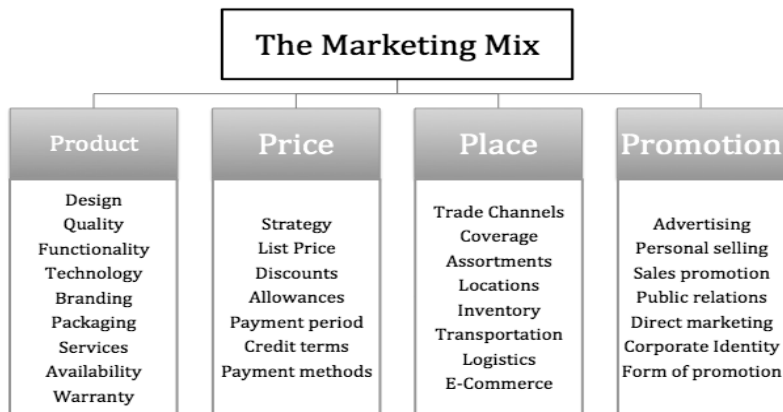 The Marketing Mix
Product
Design
Quality
Functionality
Technology
Branding
Packaging
Services
Availability
Warranty
Price
Strategy
List Price
Discounts
Allowances
Payment period
Credit terms
Payment methods
Place
Trade Channels
Coverage
Assortments
Locations
Inventory
Transportation
Logistics
E-Commerce
Promotion
Advertising
Personal selling
Sales promotion
Public relations
Direct marketing
Corporate Identity
Form of promotion